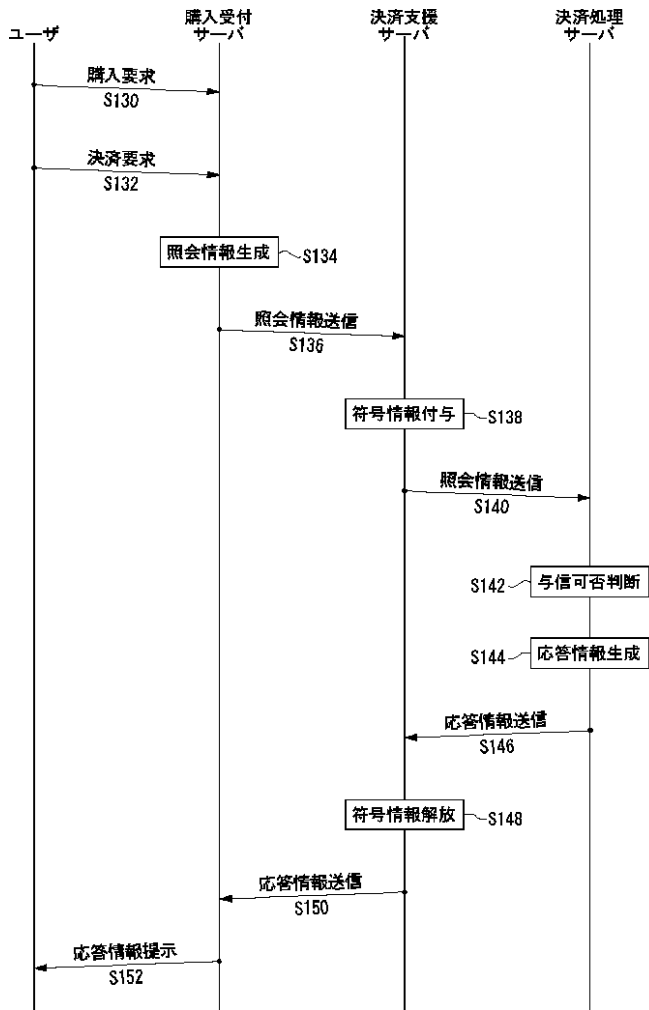 ユーザ
購入受付
サーバ
決済支援
サーバ
決済処理
サーバ
購入要求
S130
決済要求
S132
照会情報生成
S134
照会情報送信
S136
符号情報付与
S138
照会情報送信
S140
S142
与信可否判断
S144
応答情報生成
応答情報送信
S146
符号情報解放
S148
応答情報送信
S150
応答情報提示
S152